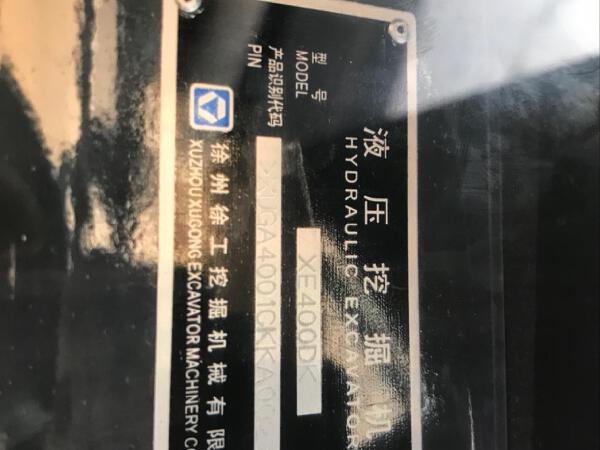 液压挖掘机
HYDRAULIC EXCAVATOR
型号
MODEL XE400DK
产品识别代码
PIN
徐州徐工挖掘机械有限
XUZHOU XUGONG EXCAVATOR MACHINERY CO